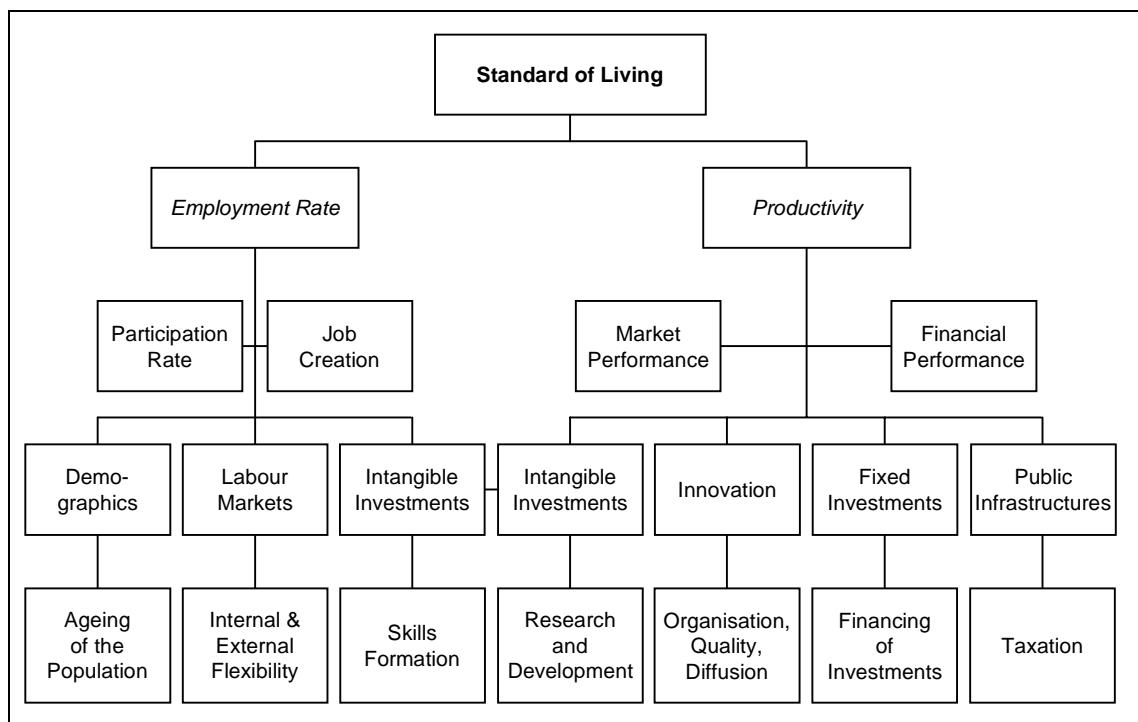 Standard of Living
Employment Rate
Productivity
Participation
Rate
Job
Creation
Market
Performance
Financial
Performance
Demo-
graphics
Labour
Markets
Intangible
Investments
Intangible
Investments
Innovation
Fixed
Investments
Public
Infrastructures
Ageing
of the
Population
Internal &
External
Flexibility
Skills
Formation
Research
and
Development
Organisation,
Quality,
Diffusion
Financing
of
Investments
Taxation